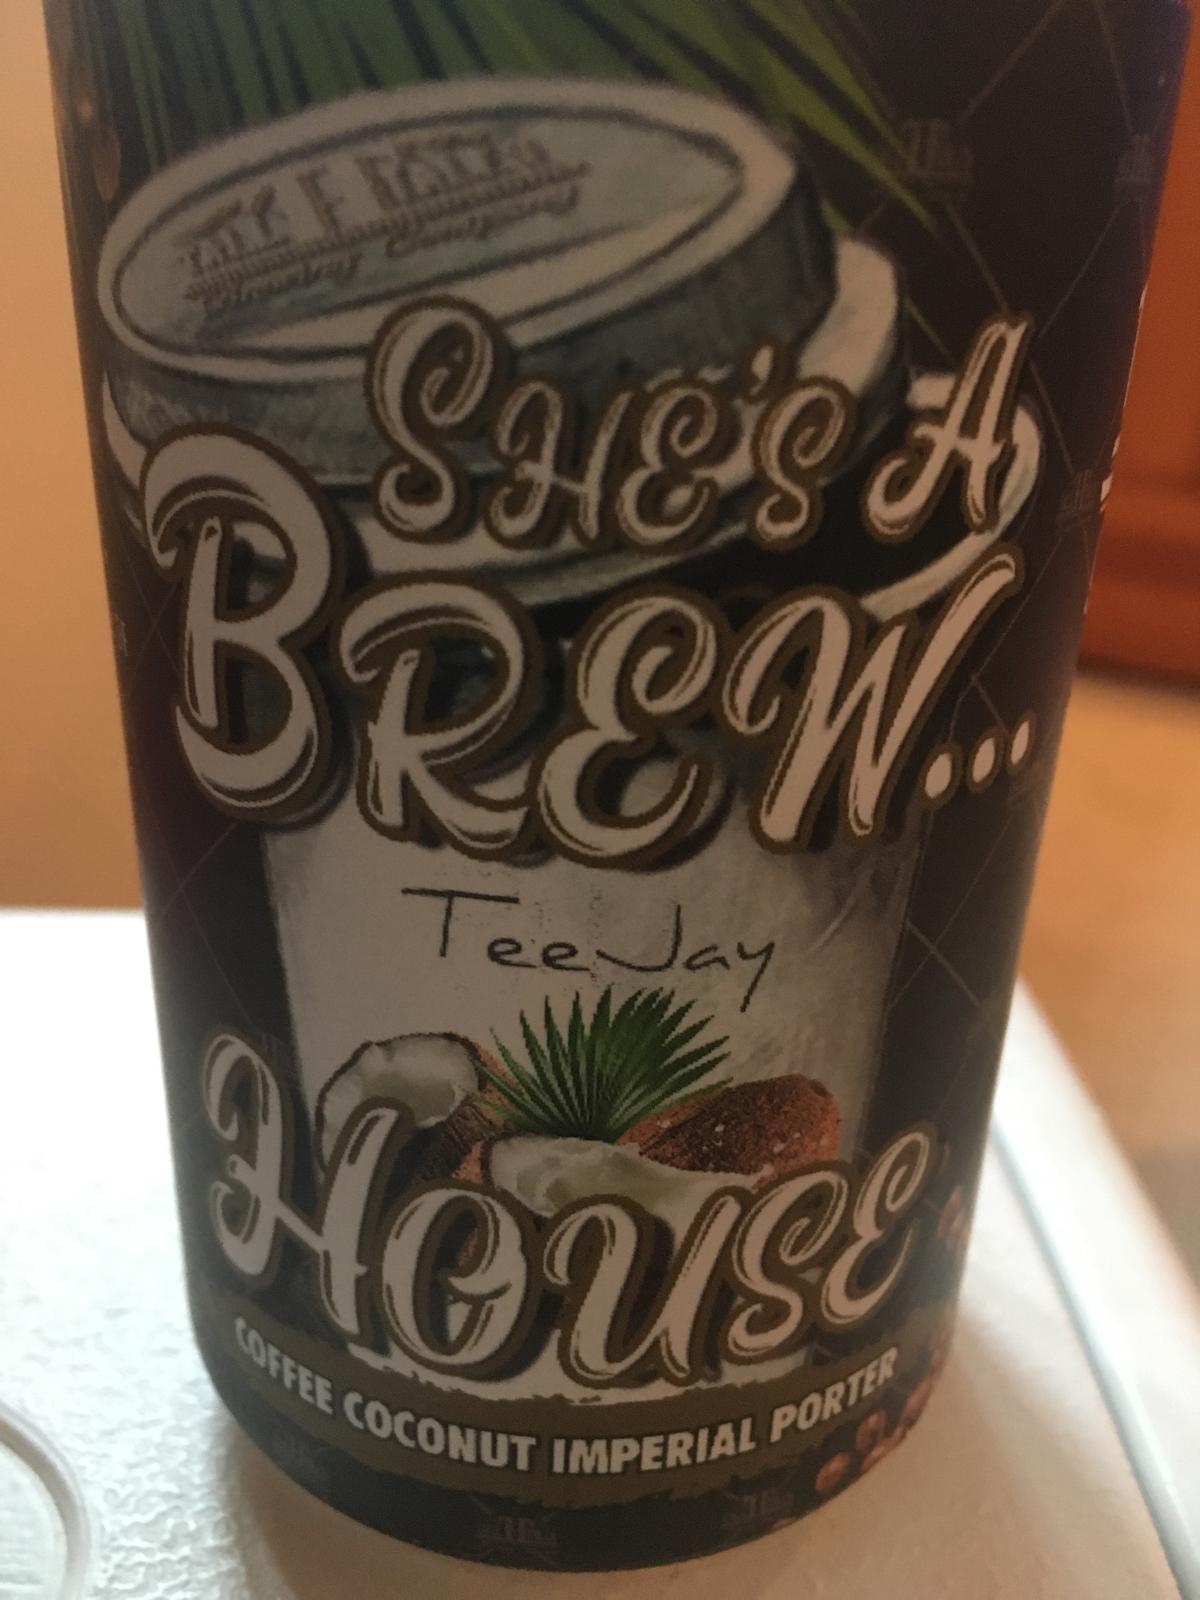 SHE'S A
BREW...
TeeJay
HOUSE
COFFEE COCONUT IMPERIAL PORTER